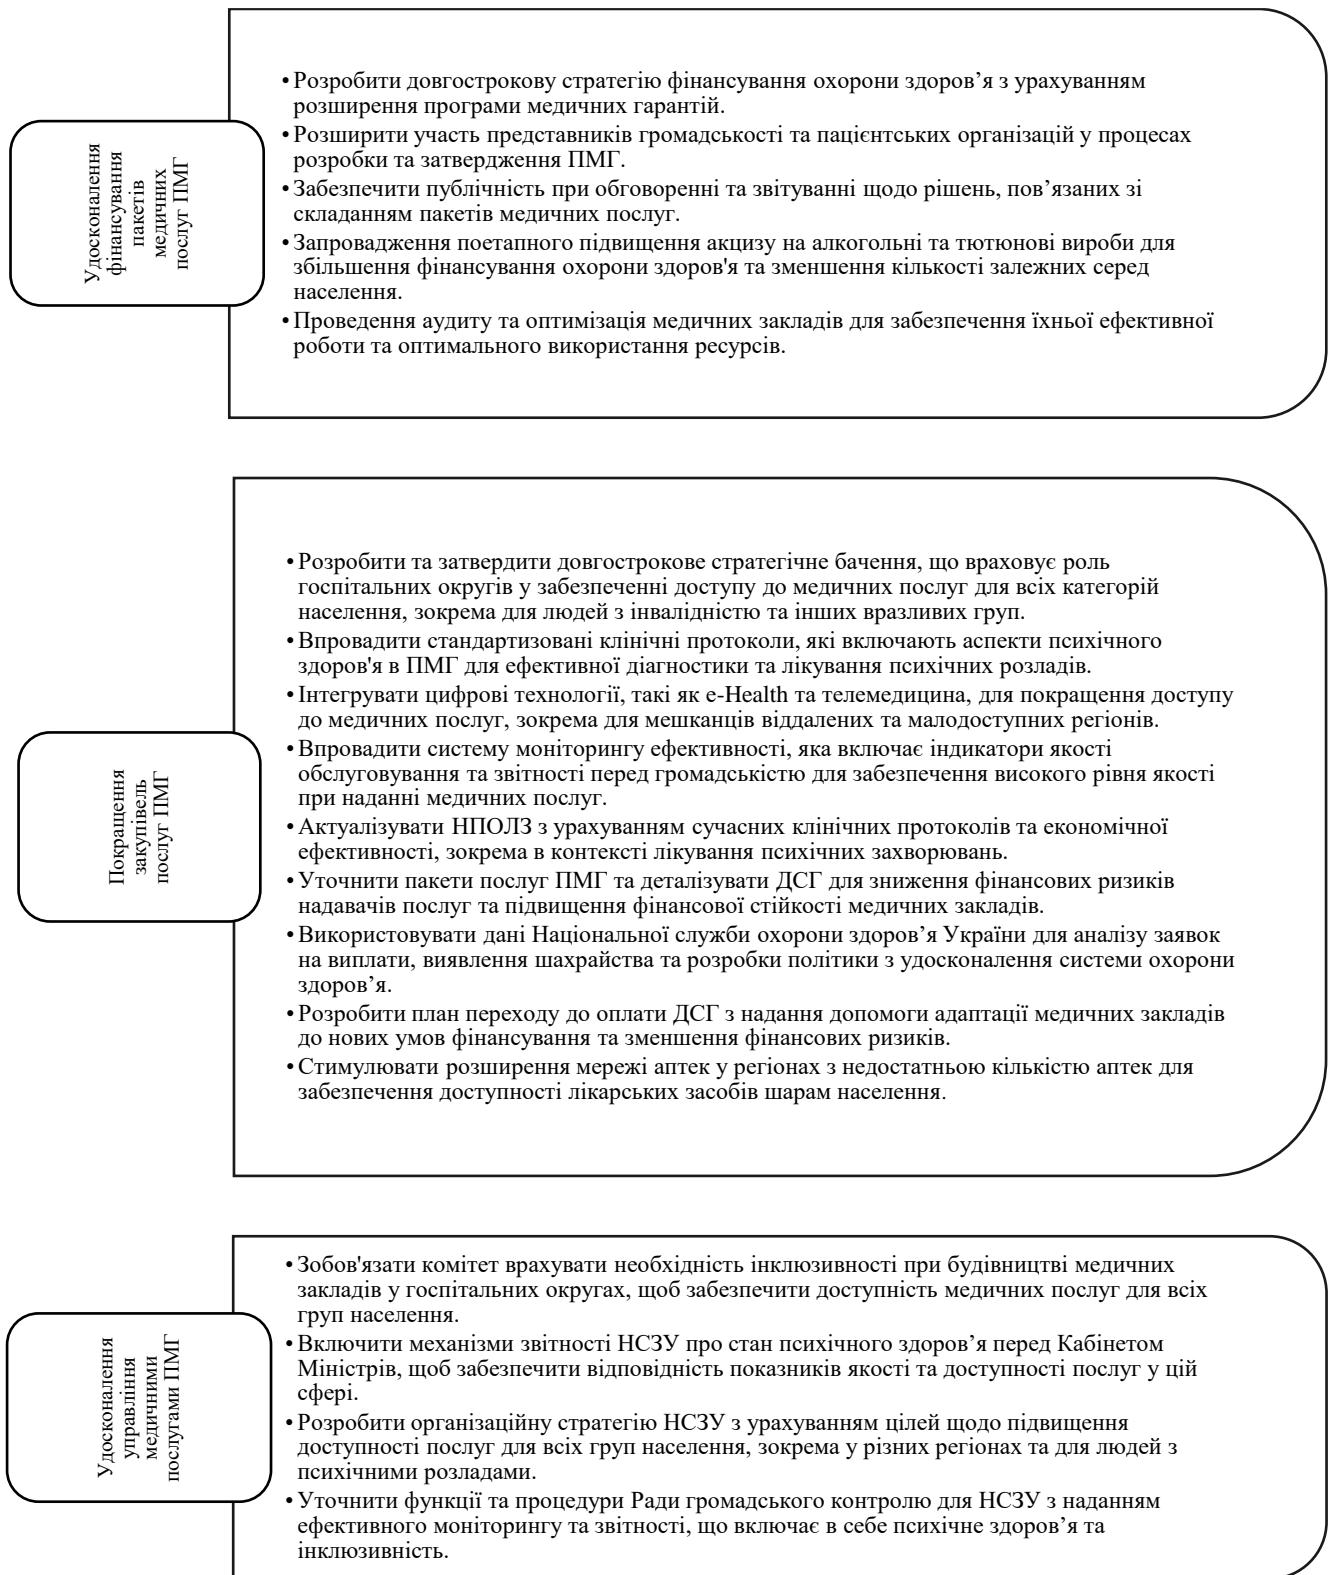 Удосконалення
фінансування
пакетів
медичних
послуг ПМГ
• Розробити довгострокову стратегію фінансування охорони здоров’я з урахуванням
розширення програми медичних гарантій.
• Розширити участь представників громадськості та пацієнтських організацій у процесах
розробки та затвердження ПМГ.
• Забезпечити публічність при обговоренні та звітуванні щодо рішень, пов’язаних зі
складанням пакетів медичних послуг.
• Запровадження поетапного підвищення акцизу на алкогольні та тютюнові вироби для
збільшення фінансування охорони здоров'я та зменшення кількості залежних серед
населення.
• Проведення аудиту та оптимізація медичних закладів для забезпечення їхньої ефективної
роботи та оптимального використання ресурсів.
Покращення
закупівель
послуг ПМГ
• Розробити та затвердити довгострокове стратегічне бачення, що враховує роль
госпітальних округів у забезпеченні доступу до медичних послуг для всіх категорій
населення, зокрема для людей з інвалідністю та інших вразливих груп.
• Впровадити стандартизовані клінічні протоколи, які включають аспекти психічного
здоров'я в ПМГ для ефективної діагностики та лікування психічних розладів.
• Інтегрувати цифрові технології, такі як e-Health та телемедицина, для покращення доступу
до медичних послуг, зокрема для мешканців віддалених та малодоступних регіонів.
• Впровадити систему моніторингу ефективності, яка включає індикатори якості
обслуговування та звітності перед громадськістю для забезпечення високого рівня якості
при наданні медичних послуг.
• Актуалізувати НПОЛЗ з урахуванням сучасних клінічних протоколів та економічної
ефективності, зокрема в контексті лікування психічних захворювань.
• Уточнити пакети послуг ПМГ та деталізувати ДСГ для зниження фінансових ризиків
надавачів послуг та підвищення фінансової стійкості медичних закладів.
• Використовувати дані Національної служби охорони здоров’я України для аналізу заявок
на виплати, виявлення шахрайства та розробки політики з удосконалення системи охорони
здоров’я.
• Розробити план переходу до оплати ДСГ з надання допомоги адаптації медичних закладів
до нових умов фінансування та зменшення фінансових ризиків.
• Стимулювати розширення мережі аптек у регіонах з недостатньою кількістю аптек для
забезпечення доступності лікарських засобів шарам населення.
Удосконалення
управління
медичними
послугами ПМГ
• Зобов'язати комітет врахувати необхідність інклюзивності при будівництві медичних
закладів у госпітальних округах, щоб забезпечити доступність медичних послуг для всіх
груп населення.
• Включити механізми звітності НСЗУ про стан психічного здоров’я перед Кабінетом
Міністрів, щоб забезпечити відповідність показників якості та доступності послуг у цій
сфері.
• Розробити організаційну стратегію НСЗУ з урахуванням цілей щодо підвищення
доступності послуг для всіх груп населення, зокрема у різних регіонах та для людей з
психічними розладами.
• Уточнити функції та процедури Ради громадського контролю для НСЗУ з наданням
ефективного моніторингу та звітності, що включає в себе психічне здоров’я та
інклюзивність.